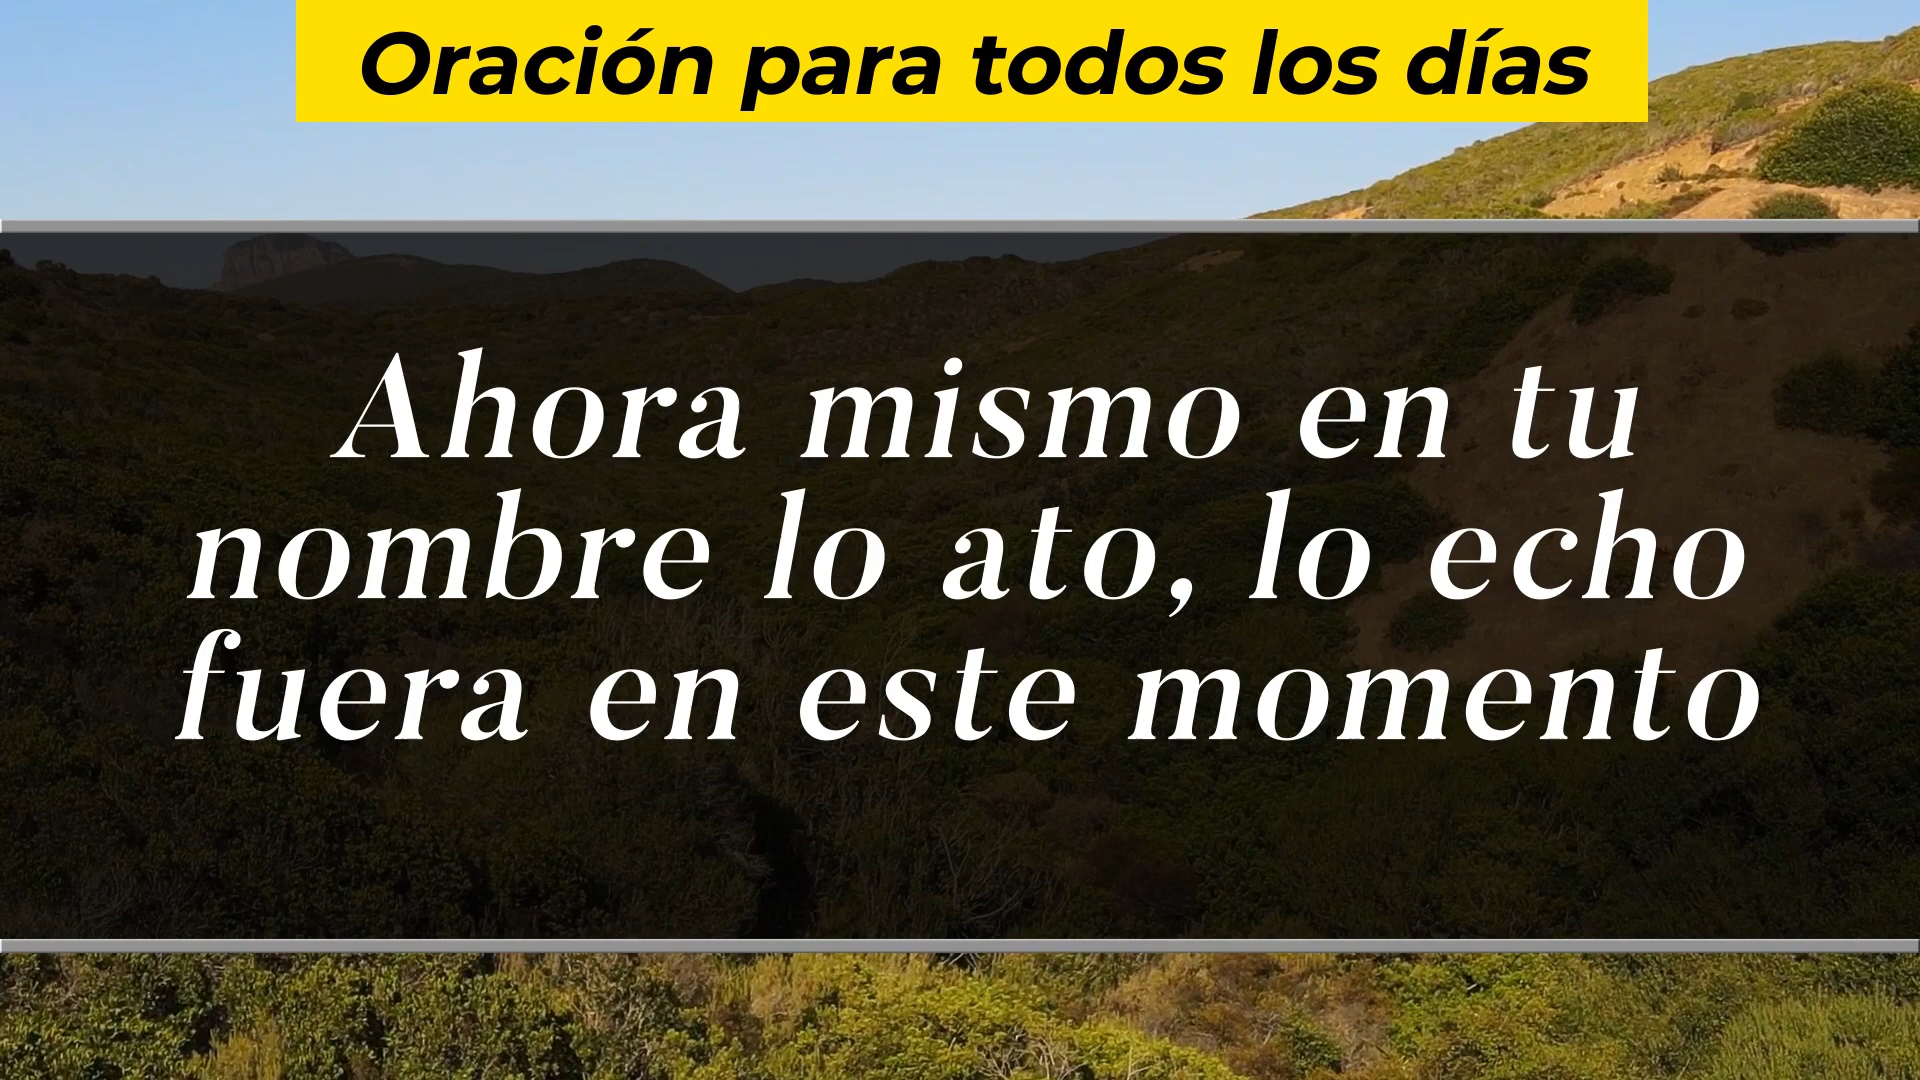 Oración para todos los días
Ahora mismo en tu
nombre lo ato, lo echo
fuera en este momento